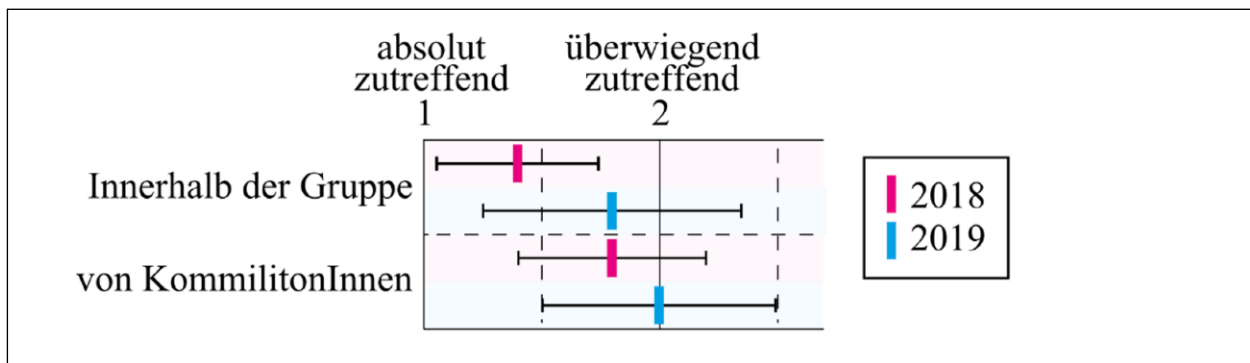 absolut
zutreffend
1
überwiegend
zutreffend
2
Innerhalb der Gruppe
von KommilitonInnen
2018
2019